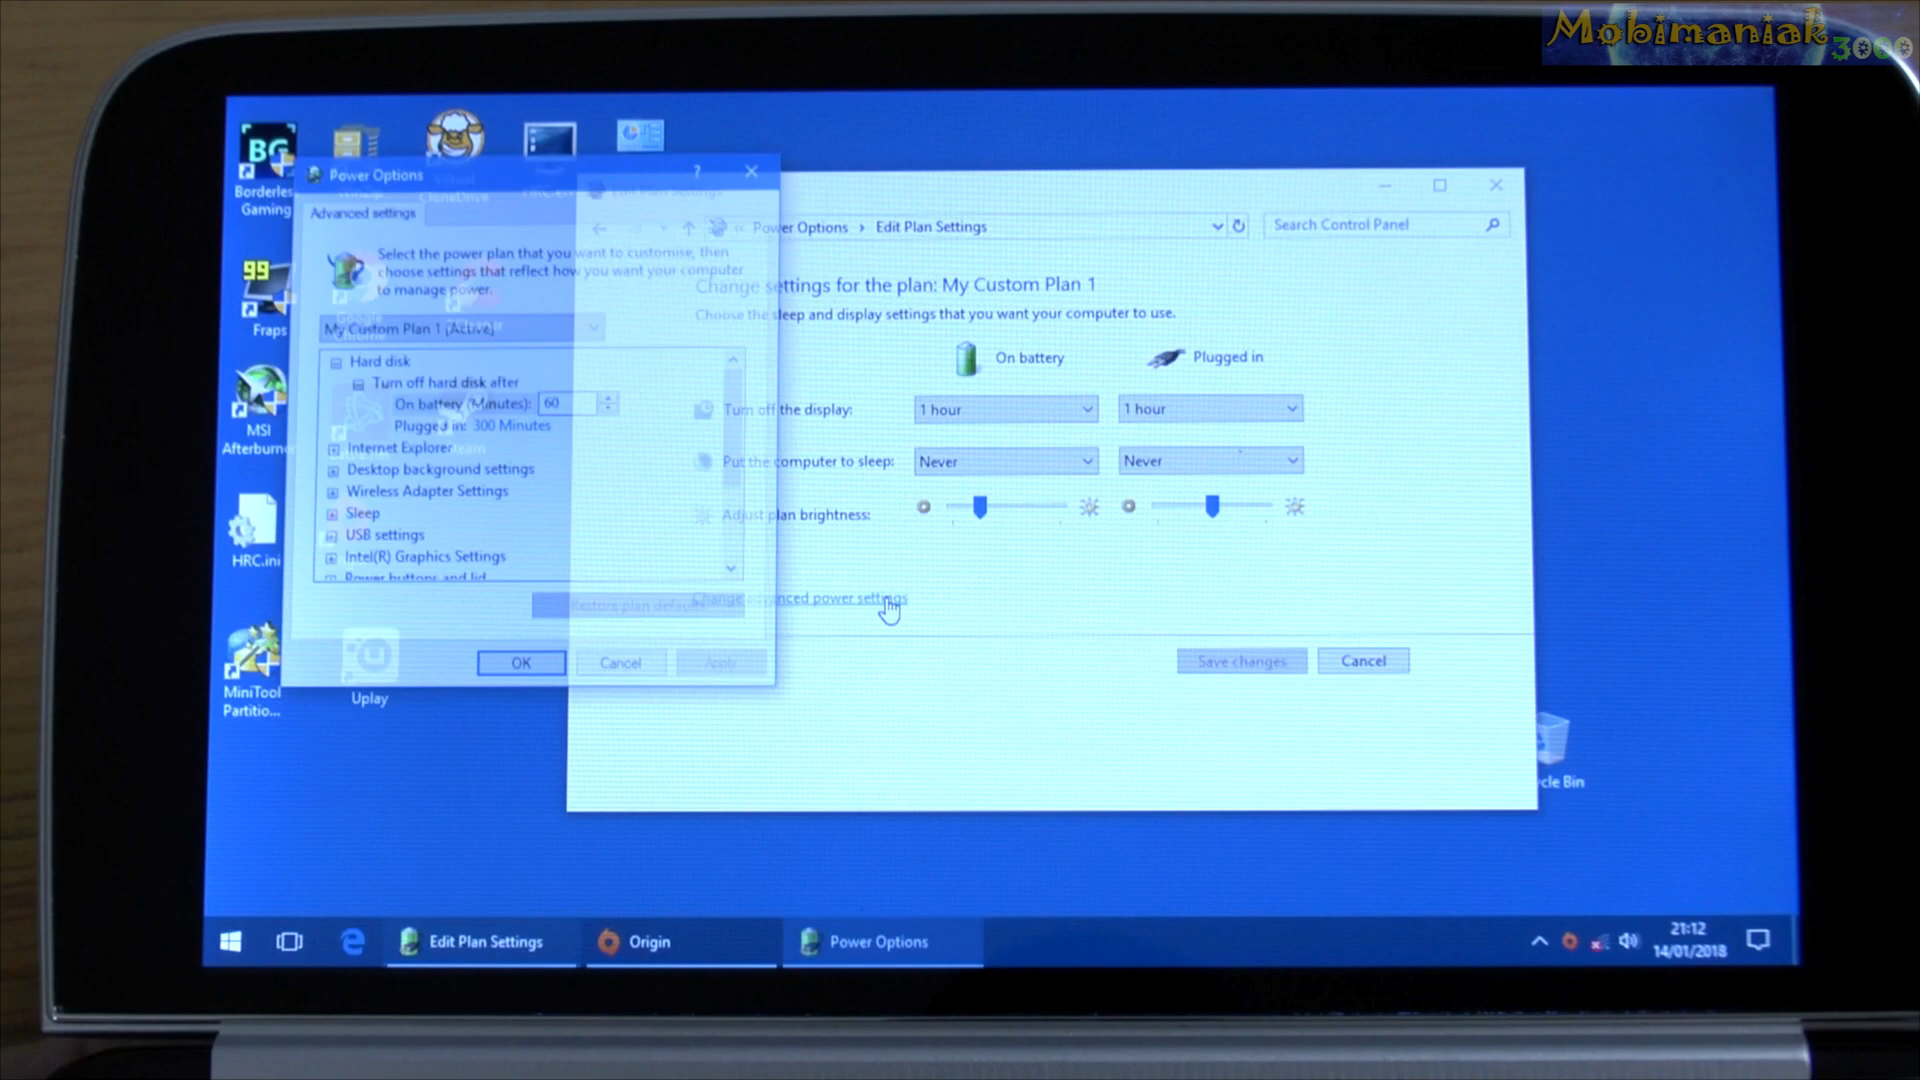 Mobimaniak
3000
BG
Borderles
Gaming
99
Fraps
MSI
Afterburne
HRC.ini
MiniTool
Partitio...
Uplay
Power Options
?
Advanced settings
Select the power plan that you want to customise, then
choose settings that reflect how you want your computer
to manage power.
My Custom Plan 1 [Active]
Hard disk
Turn off hard disk after
On battery (Minutes): 60
Plugged in: 300 Minutes
Internet Explorer
Desktop background settings
Wireless Adapter Settings
Sleep
USB settings
Intel(R) Graphics Settings
Power buttons and lid
Restore plan defaults
OK
Cancel
Apply
« Power Options › Edit Plan Settings
Search Control Panel
Change settings for the plan: My Custom Plan 1
Choose the sleep and display settings that you want your computer to use.
On battery
Plugged in
Turn off the display:
1 hour
1 hour
Put the computer to sleep:
Never
Never
Adjust plan brightness:
Change advanced power settings
Save changes
Cancel
cle Bin
Edit Plan Settings
Origin
Power Options
21:12
14/01/2018